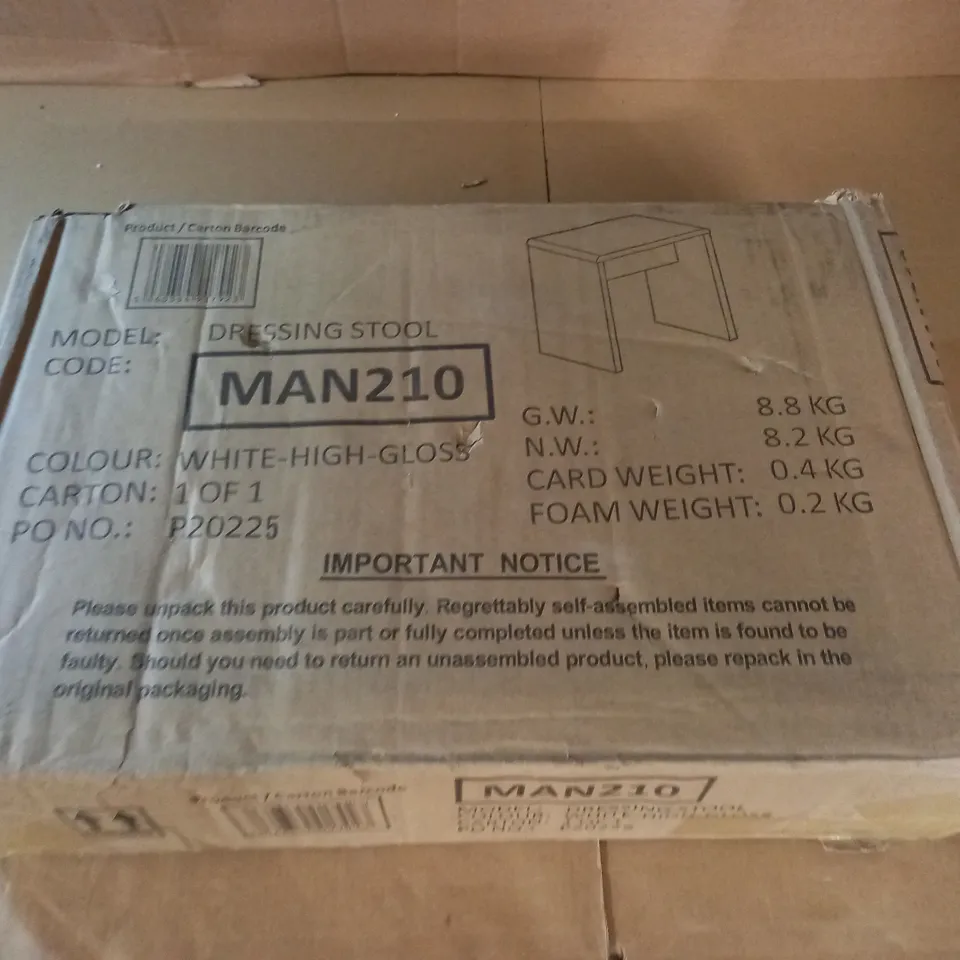 Product / Carton Barcode
MODEL: DRESSING STOOL
CODE: MAN210
COLOUR: WHITE-HIGH-GLOSS
CARTON: 1 OF 1
PO NO.: P20225
G.W.: 8.8 KG
N.W.: 8.2 KG
CARD WEIGHT: 0.4 KG
FOAM WEIGHT: 0.2 KG
IMPORTANT NOTICE
Please unpack this product carefully. Regrettably self-assembled items cannot be
returned once assembly is part or fully completed unless the item is found to be
faulty. Should you need to return an unassembled product, please repack in the
original packaging.
Product / Carton Barcode
MAN210